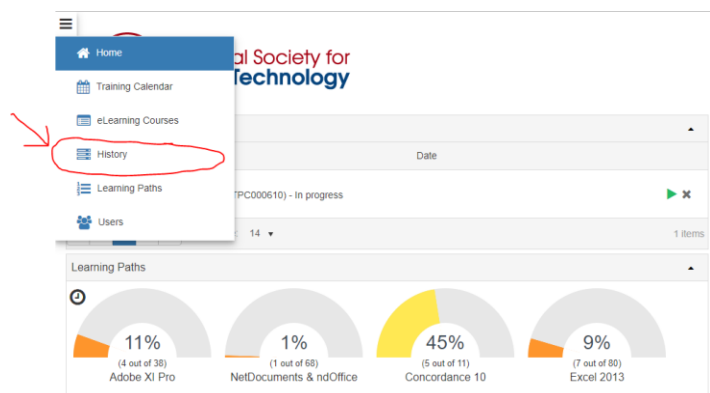 Home
al Society for
Technology
Training Calendar
eLearning Courses
History
Date
Learning Paths
TPC000610) - In progress
Users
14
1 items
Learning Paths
11%
(4 out of 38)
Adobe XI Pro
1%
(1 out of 68)
NetDocuments & ndOffice
45%
(5 out of 11)
Concordance 10
9%
(7 out of 80)
Excel 2013